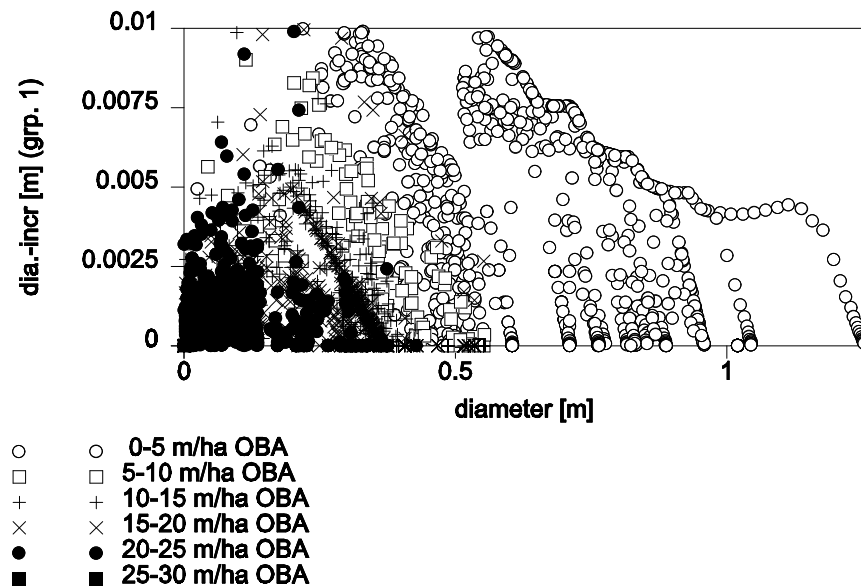 0.01
0.0075
0.005
0.0025
0
dia.-incr [m] (grp. 1)
0 0.5 1
diameter [m]
0-5 m/ha OBA
5-10 m/ha OBA
10-15 m/ha OBA
15-20 m/ha OBA
20-25 m/ha OBA
25-30 m/ha OBA